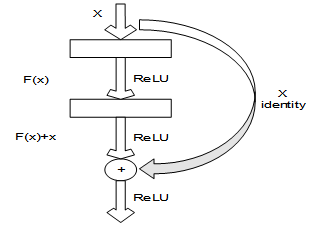 X
F(x)
ReLU
X
identity
F(x)+x
ReLU
+
ReLU